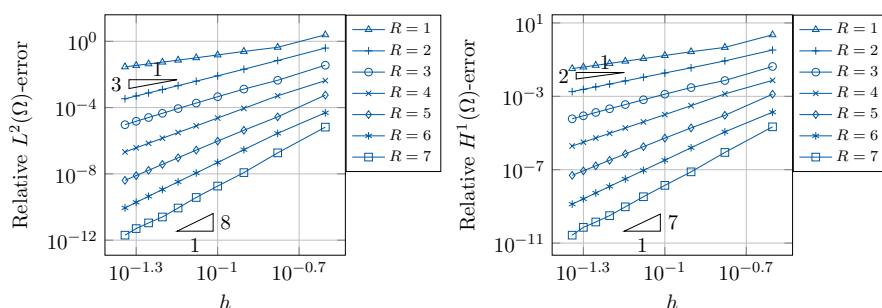 Relative $L^2(\Omega)$-error
10^0
10^{-4}
10^{-8}
10^{-12}
3
1
8
1
10^{-1.3}
10^{-1}
10^{-0.7}
h
R = 1
R = 2
R = 3
R = 4
R = 5
R = 6
R = 7
Relative $H^1(\Omega)$-error
10^1
10^{-3}
10^{-7}
10^{-11}
2
1
7
1
10^{-1.3}
10^{-1}
10^{-0.7}
h
R = 1
R = 2
R = 3
R = 4
R = 5
R = 6
R = 7